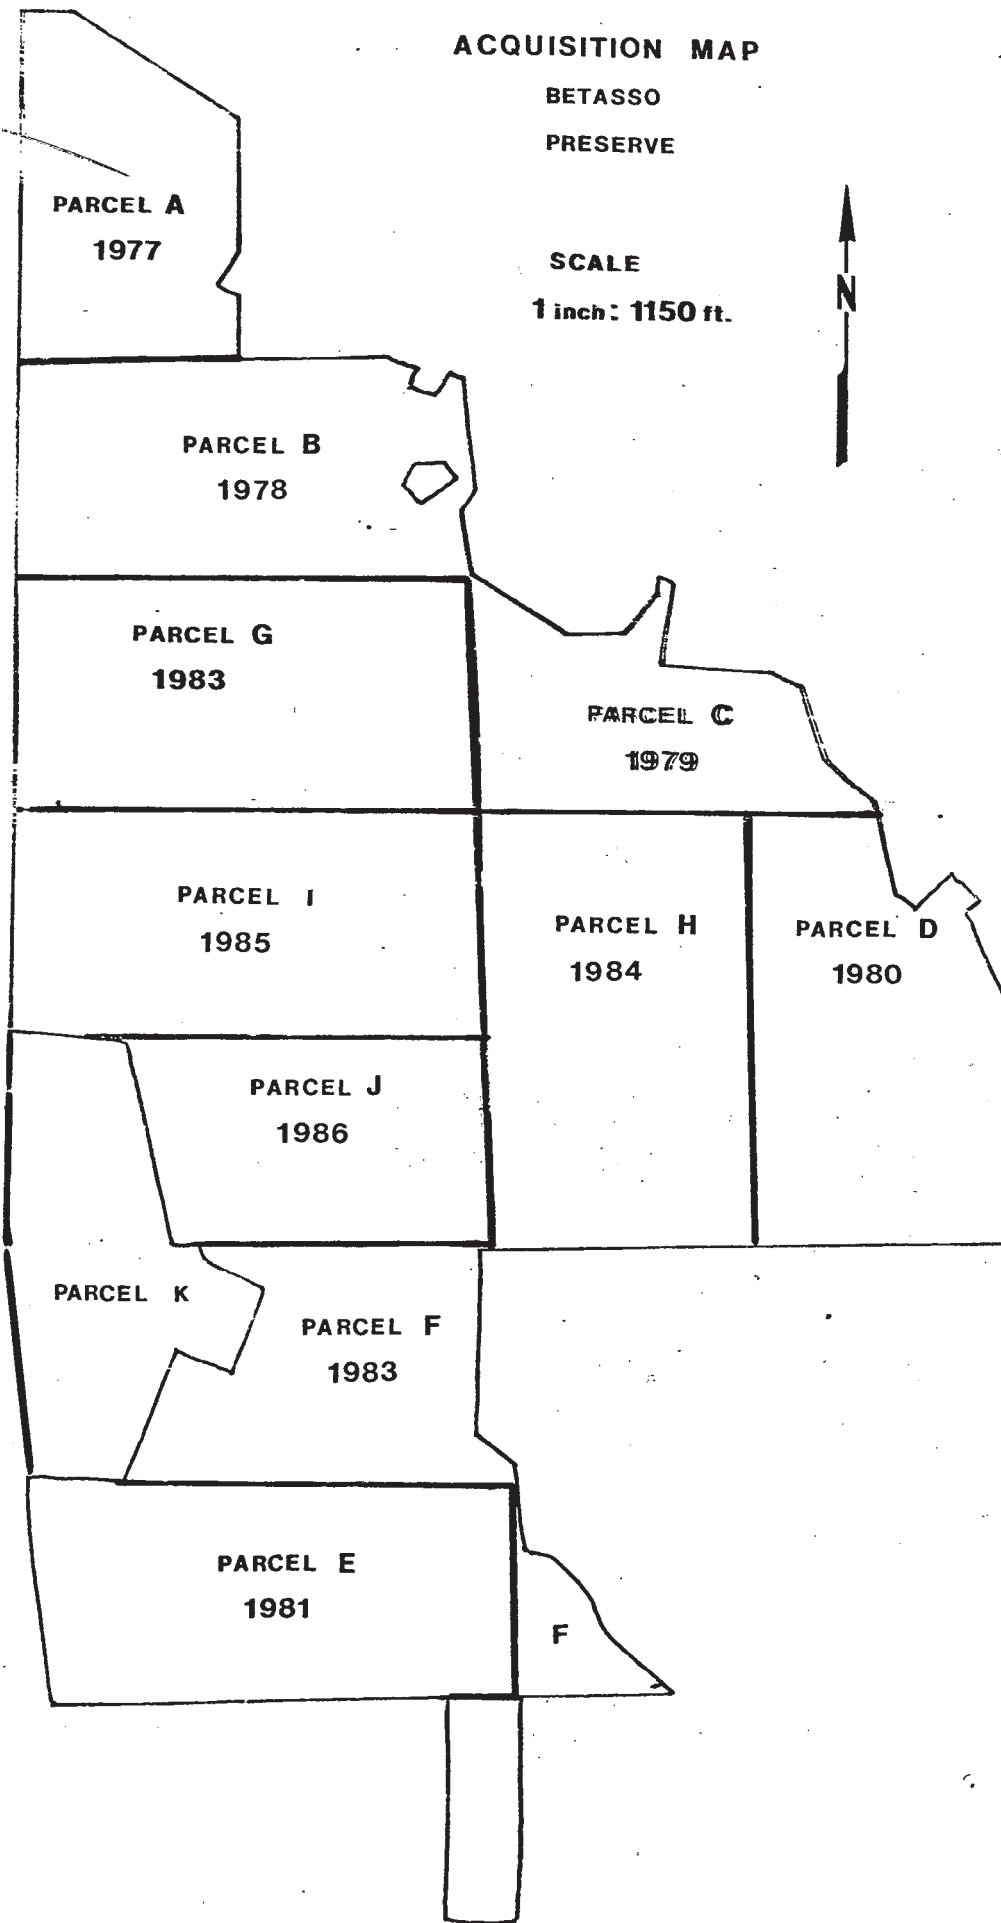 ACQUISITION MAP
BETASSO
PRESERVE
SCALE
1 inch: 1150 ft.
N
PARCEL A
1977
PARCEL B
1978
PARCEL G
1983
PARCEL C
1979
PARCEL I
1985
PARCEL H
1984
PARCEL D
1980
PARCEL J
1986
PARCEL K
PARCEL F
1983
PARCEL E
1981
F